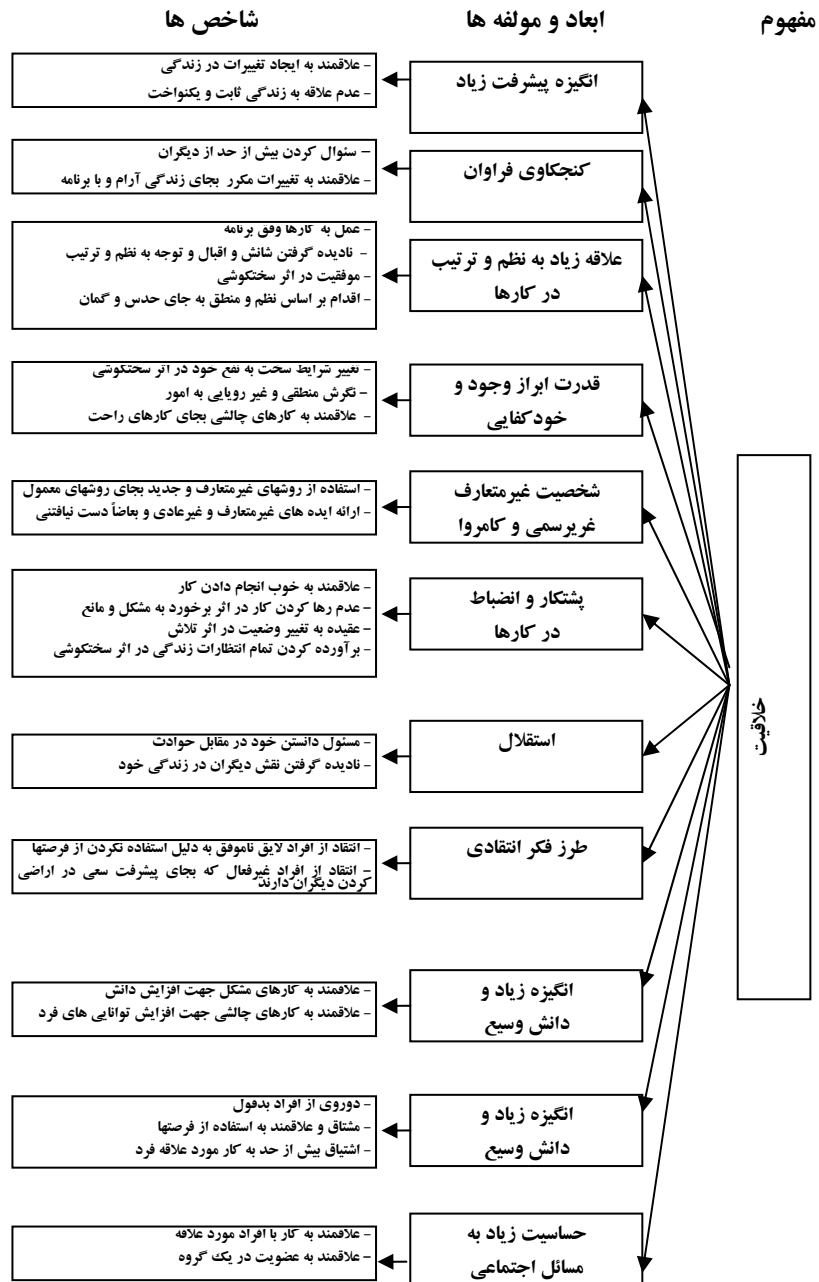 مفهوم
ابعاد و مولفه ها
شاخص ها
خلاقیت
انگیزه پیشرفت زیاد
- علاقمند به ایجاد تغییرات در زندگی
- عدم علاقه به زندگی ثابت و یکنواخت
کنجکاوی فراوان
- سئوال کردن بیش از حد از دیگران
- علاقمند به تغییرات مکرر بجای زندگی آرام و با برنامه
علاقه زیاد به نظم و ترتیب
در کارها
- عمل به کارها وفق برنامه
نادیده گرفتن شانش و اقبال و توجه به نظم و ترتیب
- موفقیت در اثر سختکوشی
- اقدام بر اساس نظم و منطق به جای حدس و گمان
قدرت ابراز وجود و
خودکفایی
- تغییر شرایط سخت به نفع خود در اثر سختکوشی
- نگرش منطقی و غیر رویایی به امور
- علاقمند به کارهای چالشی بجای کارهای راحت
شخصیت غیرمتعارف
غریرسمی و کامروا
- استفاده از روشهای غیرمتعارف و جدید بجای روشهای معمول
- ارائه ایده های غیرمتعارف و غیرعادی و بعاضاً دست نیافتنی
پشتکار و انضباط
در کارها
- علاقمند به خوب انجام دادن کار
- عدم رها کردن کار در اثر برخورد به مشکل و مانع
- عقیده به تغییر وضعیت در اثر تلاش
- برآورده کردن تمام انتظارات زندگی در اثر سختکوشی
استقلال
- مسئول دانستن خود در مقابل حوادث
- نادیده گرفتن نقش دیگران در زندگی خود
طرز فکر انتقادی
- انتقاد از افراد لایق ناموفق به دلیل استفاده نکردن از فرصتها
- انتقاد از افراد غیرفعال که بجای پیشرفت سعی در اراضی
کردن دیگران دارند
انگیزه زیاد و
دانش وسیع
- علاقمند به کارهای مشکل جهت افزایش دانش
- علاقمند به کارهای چالشی جهت افزایش توانایی های فرد
انگیزه زیاد و
دانش وسیع
- دوروی از افراد بدقول
- مشتاق و علاقمند به استفاده از فرصتها
- اشتیاق بیش از حد به کار مورد علاقه فرد
حساسیت زیاد به
مسائل اجتماعی
- علاقمند به کار با افراد مورد علاقه
- علاقمند به عضویت در یک گروه